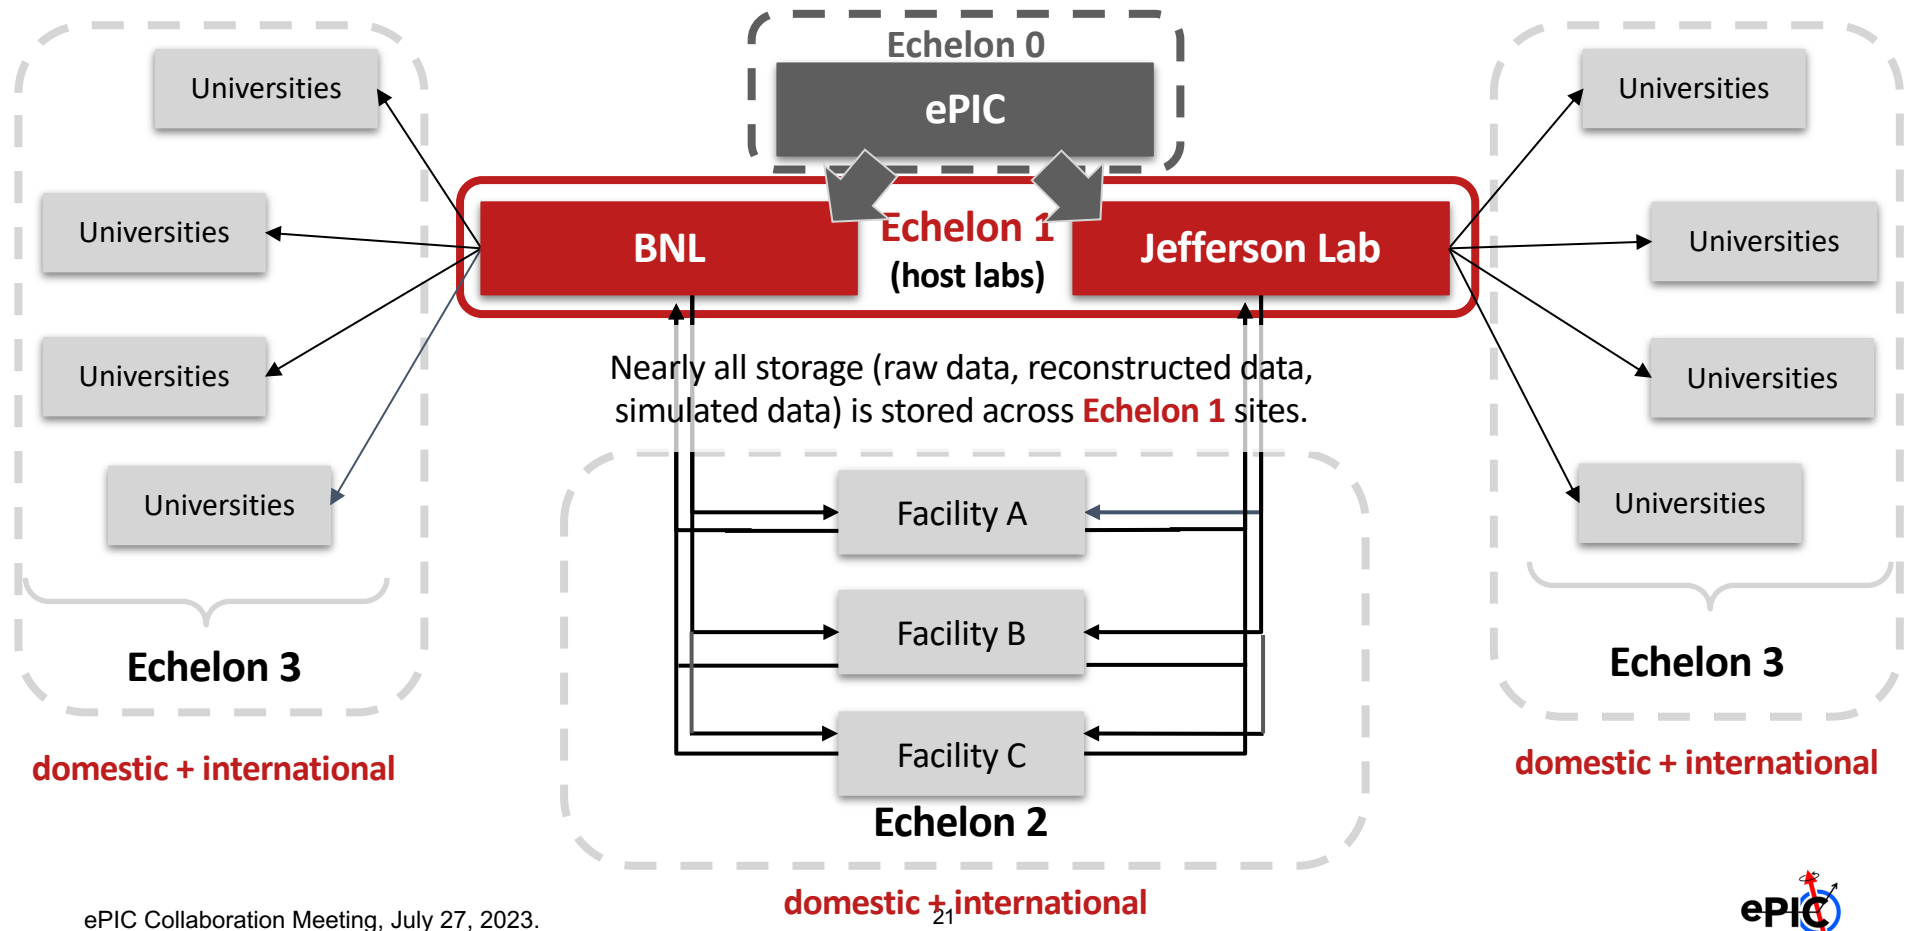 Echelon 0
ePIC
Universities
Universities
Universities
Universities
Echelon 3
domestic + international
BNL
Echelon 1
(host labs)
Jefferson Lab
Nearly all storage (raw data, reconstructed data,
simulated data) is stored across Echelon 1 sites.
Facility A
Facility B
Facility C
Echelon 2
domestic + international
Universities
Universities
Universities
Universities
Echelon 3
domestic + international
ePIC Collaboration Meeting, July 27, 2023.
21
ePIC